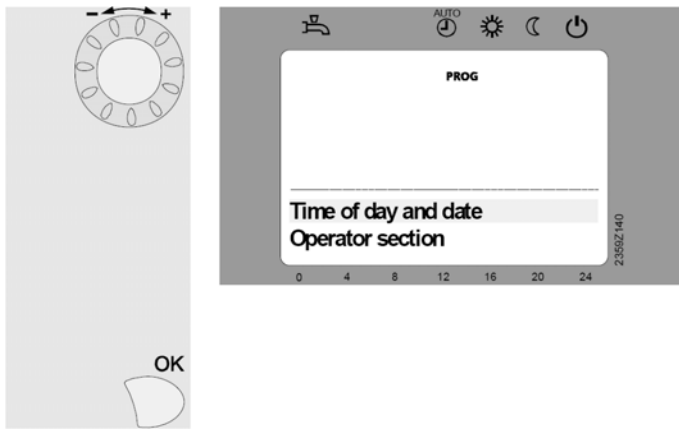 - +
AUTO
PROG
Time of day and date
Operator section
0 4 8 12 16 20 24
2359Z140
OK